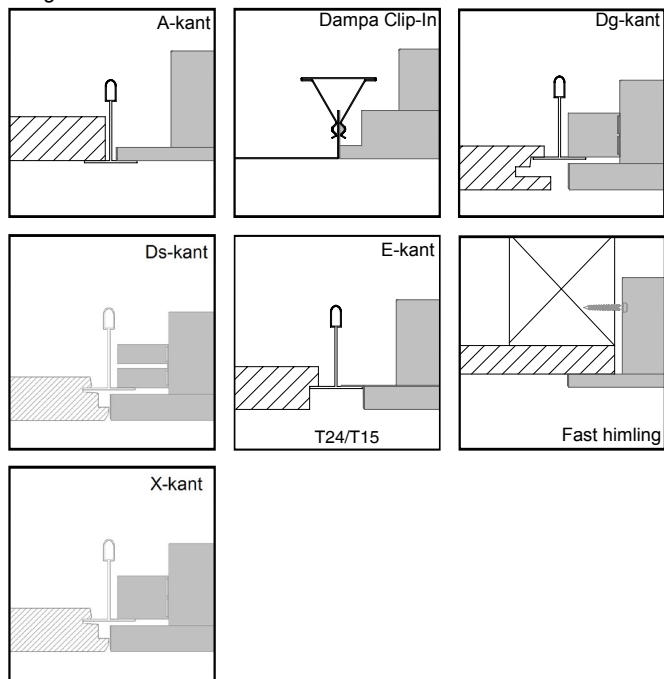 A-kant
Dampa Clip-In
Dg-kant
Ds-kant
E-kant
T24/T15
Fast himling
X-kant